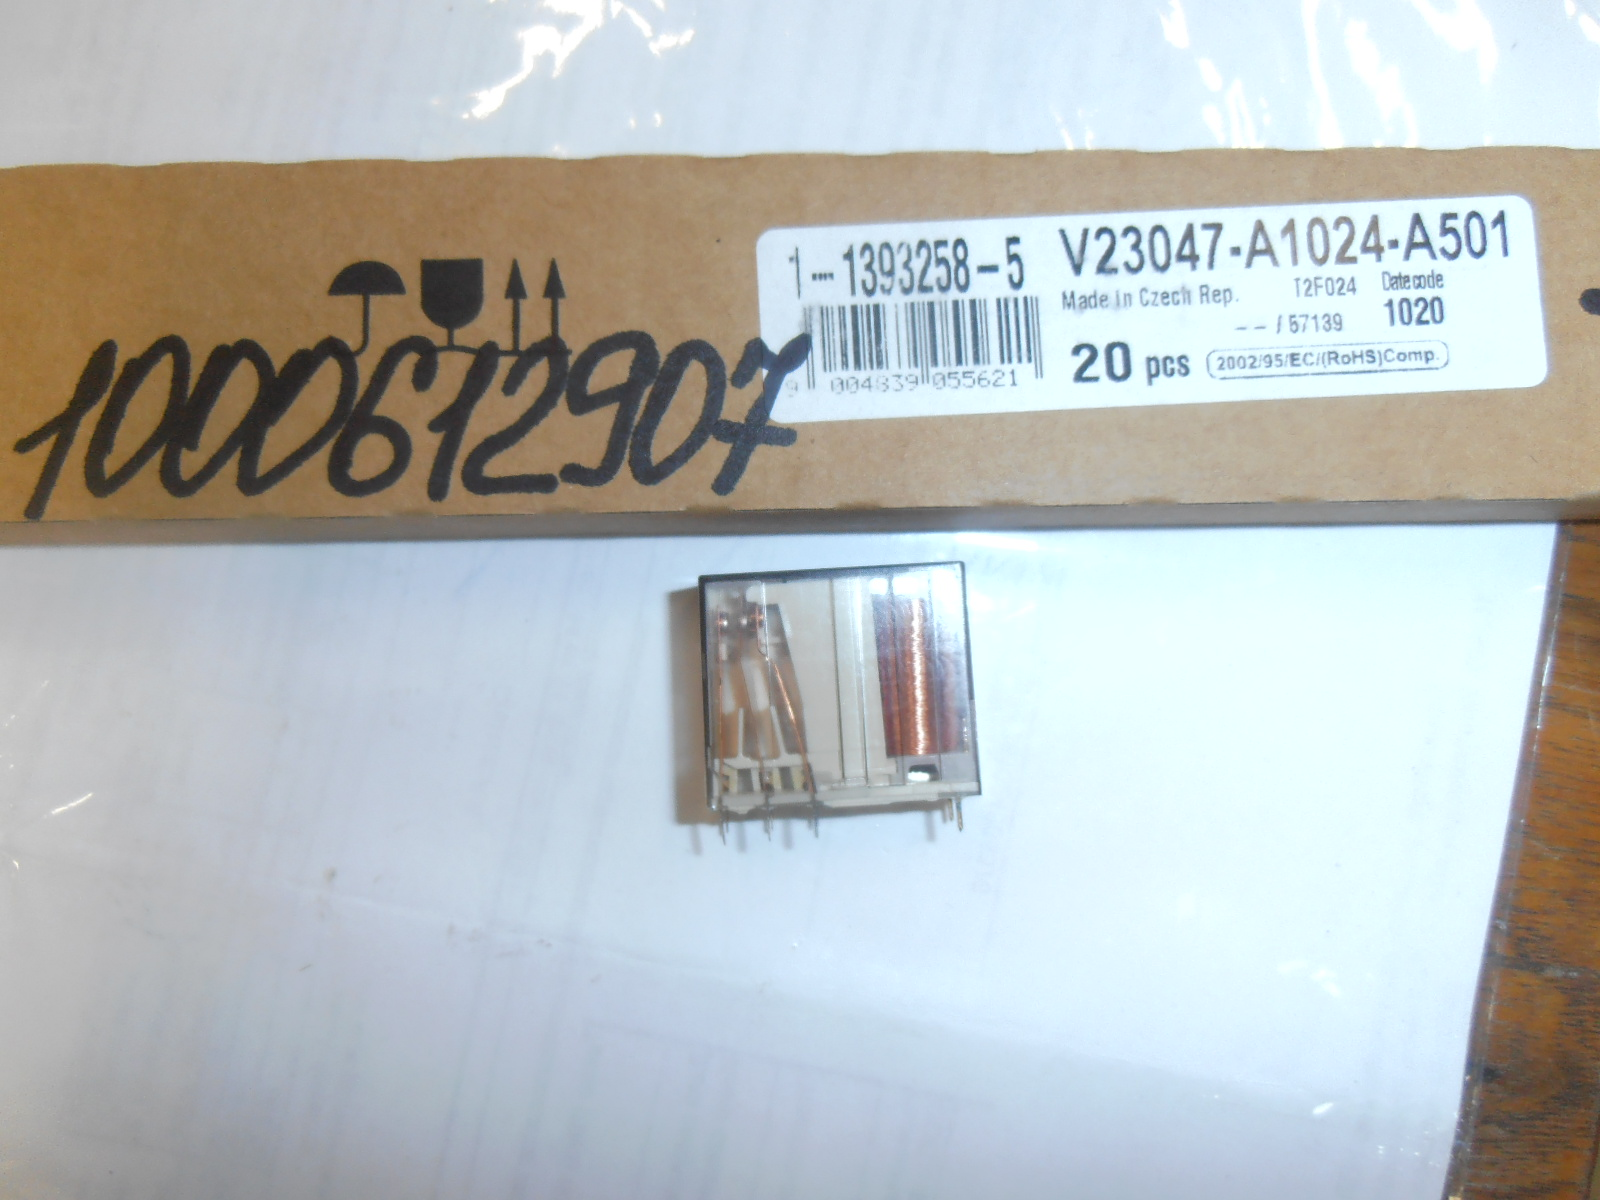 1-1393258-5
V23047-A1024-A501
Made in Czech Rep.
T2F024
Datecode
1020
-- / 57139
20 pcs
2002/95/EC/(RoHS)Comp.
9 004839 055621
1000612907